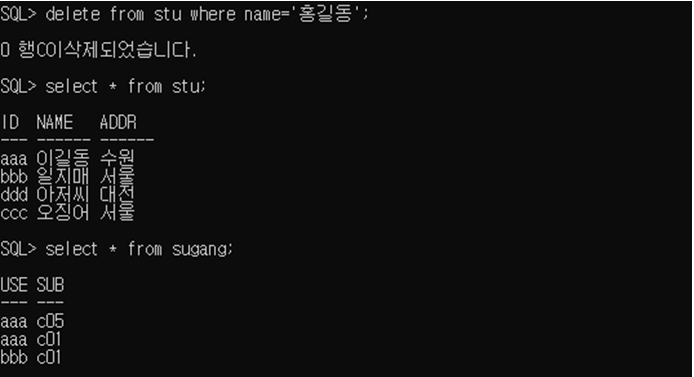 SQL> delete from stu where name='홍길동';
0 행이 삭제되었습니다.
SQL> select * from stu;
ID NAME ADDR
--- ------ ------
aaa 이길동 수원
bbb 일지매 서울
ddd 아저씨 대전
ccc 오징어 서울
SQL> select * from sugang;
USE SUB
--- ---
aaa c05
aaa c01
bbb c01